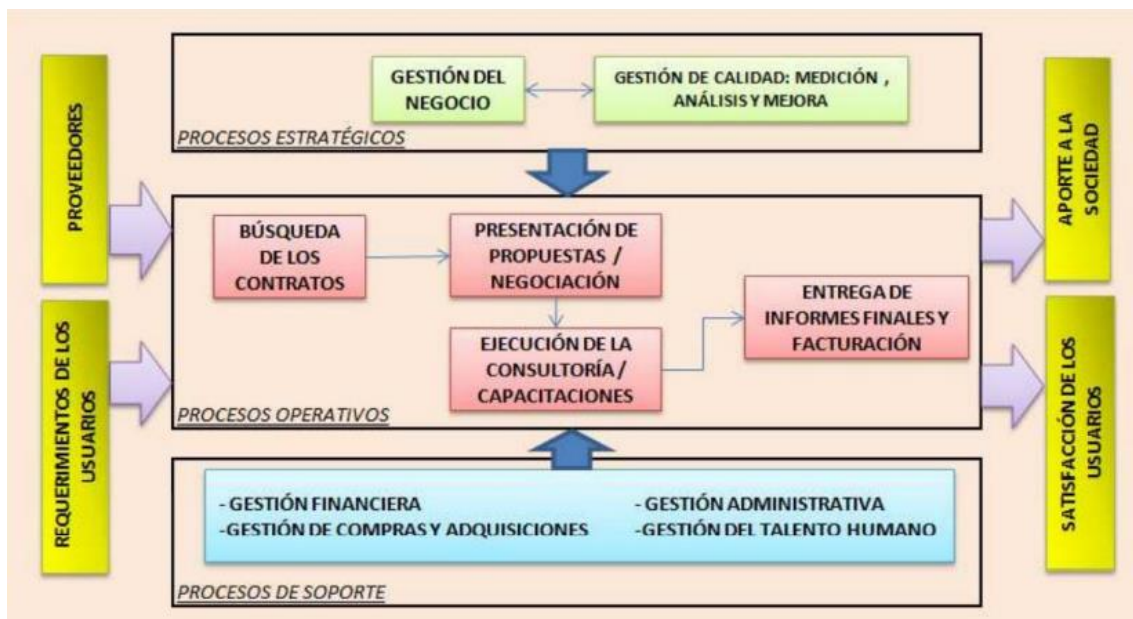 PROVEEDORES
REQUERIMIENTOS DE LOS
USUARIOS
GESTIÓN DEL
NEGOCIO
GESTIÓN DE CALIDAD: MEDICIÓN ,
ANÁLISIS Y MEJORA
PROCESOS ESTRATÉGICOS
BÚSQUEDA
DE LOS
CONTRATOS
PRESENTACIÓN DE
PROPUESTAS /
NEGOCIACIÓN
EJECUCIÓN DE LA
CONSULTORÍA /
CAPACITACIONES
ENTREGA DE
INFORMES FINALES Y
FACTURACIÓN
PROCESOS OPERATIVOS
- GESTIÓN FINANCIERA
-GESTIÓN DE COMPRAS Y ADQUISICIONES
- GESTIÓN ADMINISTRATIVA
-GESTIÓN DEL TALENTO HUMANO
PROCESOS DE SOPORTE
APORTE A LA
SOCIEDAD
SATISFACCIÓN DE LOS
USUARIOS